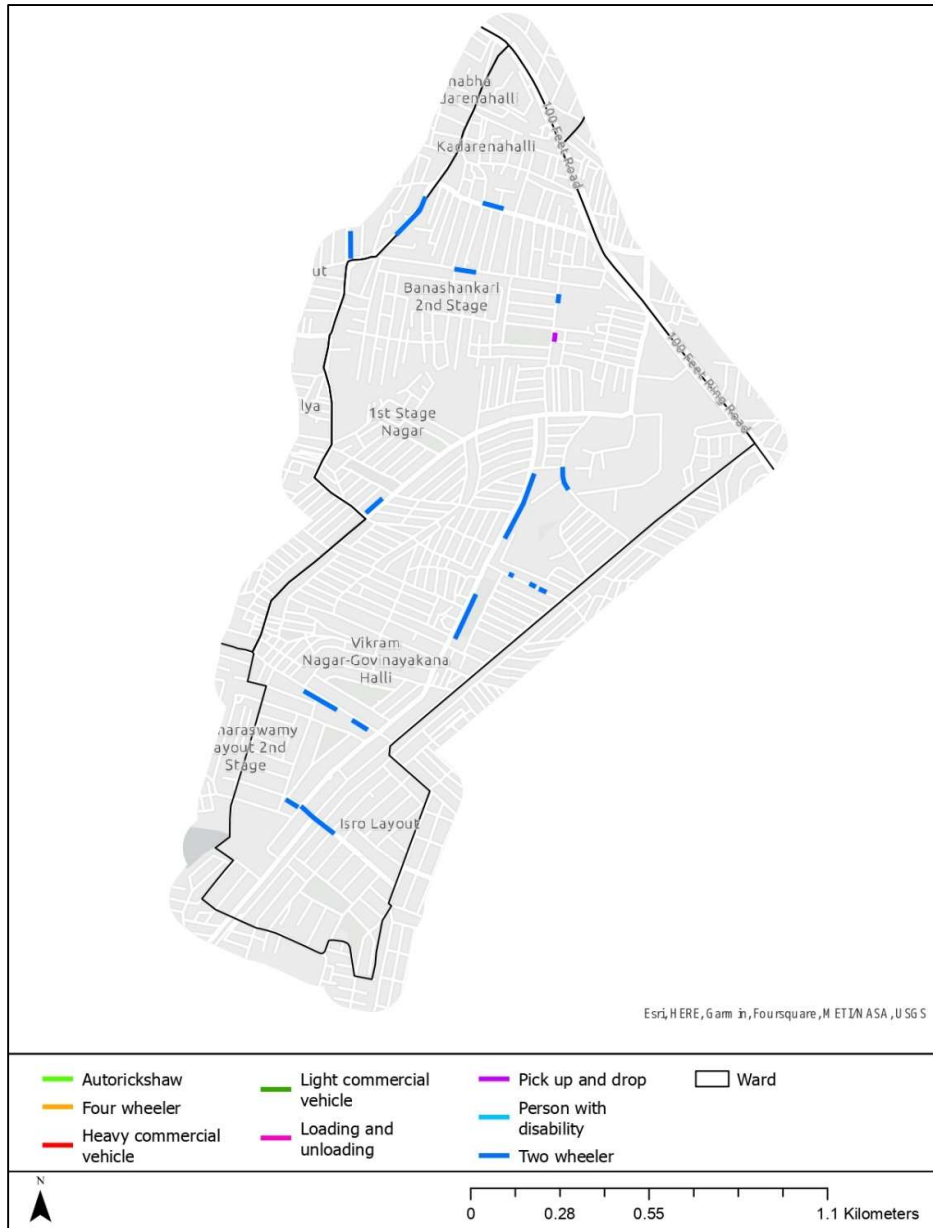 nabha
darenahalli
Kadarenahalli
100 Feet Road
ut
Banashankari
2nd Stage
100 Feet Ring Road
lya
1st Stage
Nagar
Vikram
Nagar-Govinayakana
Halli
haraswamy
ayout 2nd
Stage
Isro Layout
Esri, HERE, Garmin, Foursquare, METI/NASA, USGS
Autorickshaw
Four wheeler
Heavy commercial
vehicle
Light commercial
vehicle
Loading and
unloading
Pick up and drop
Person with
disability
Two wheeler
Ward
N
0 0.28 0.55 1.1 Kilometers